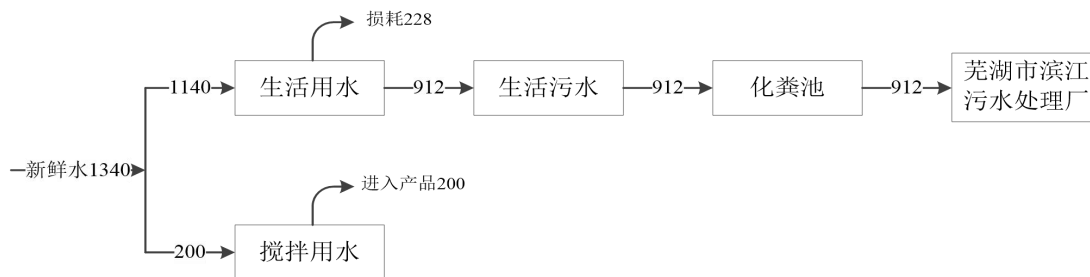 损耗228
1140
生活用水
912
生活污水
912
化粪池
912
芜湖市滨江
污水处理厂
新鲜水1340
进入产品200
200
搅拌用水